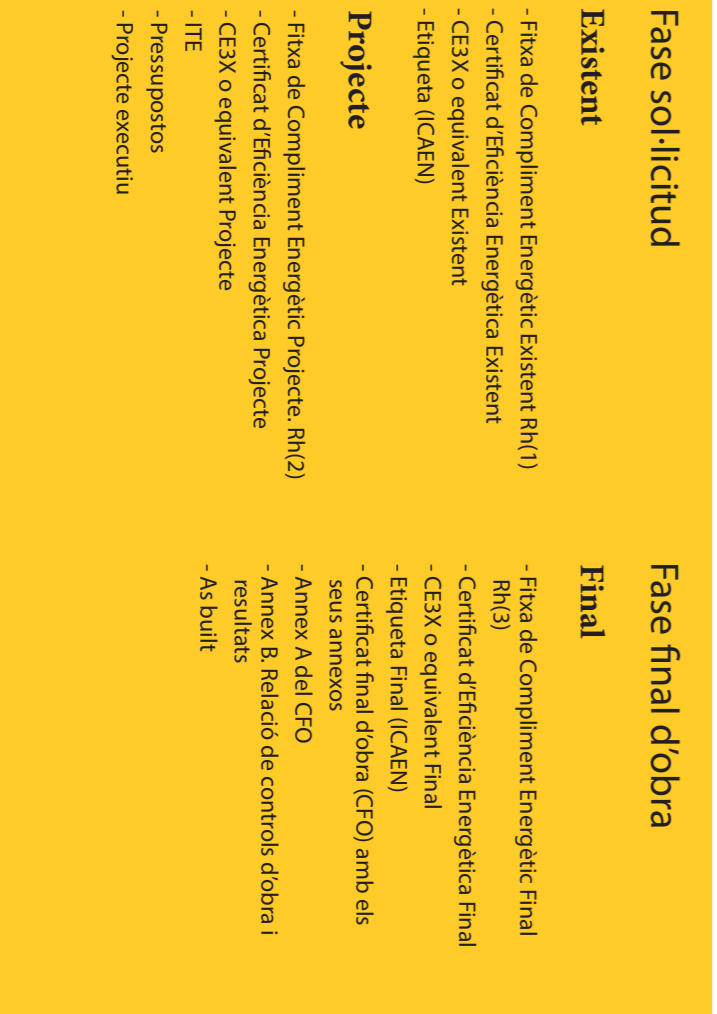 Fase sol·licitud
Existent
- Fitxa de Compliment Energètic Existent Rh(1)
- Certificat d’Eficiència Energètica Existent
- CE3X o equivalent Existent
- Etiqueta (ICAEN)
Projecte
- Fitxa de Compliment Energètic Projecte. Rh(2)
- Certificat d’Eficiència Energètica Projecte
- CE3X o equivalent Projecte
- ITE
- Pressupostos
- Projecte executiu
Fase final d’obra
Final
- Fitxa de Compliment Energètic Final
Rh(3)
- Certificat d’Eficiència Energètica Final
- CE3X o equivalent Final
- Etiqueta Final (ICAEN)
- Certificat final d’obra (CFO) amb els
seus annexos
- Annex A del CFO
- Annex B. Relació de controls d’obra i
resultats
- As built